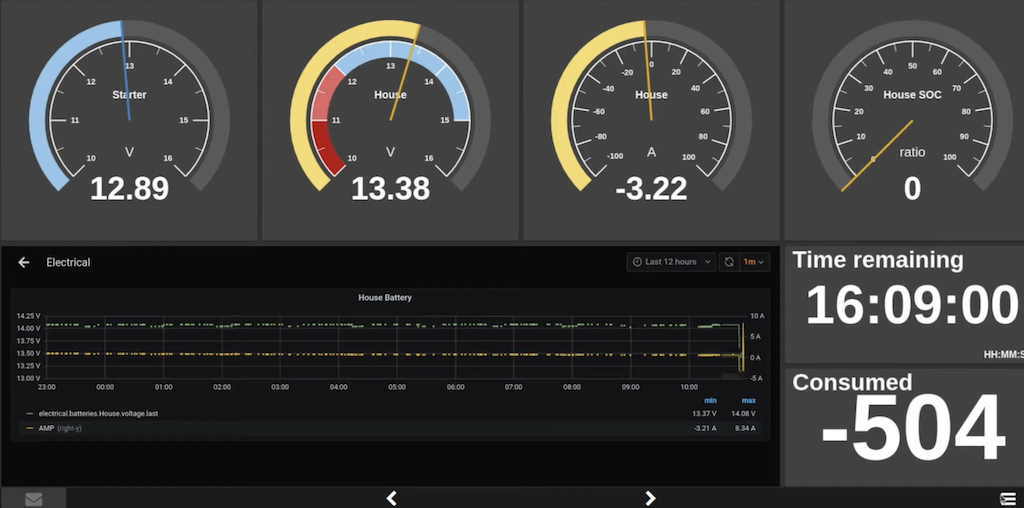 10 11 12 13 14 15 16
Starter
V
12.89
10 11 12 13 14 15 16
House
V
13.38
-100 -80 -60 -40 -20 0 20 40 60 80 100
House
A
-3.22
0 10 20 30 40 50 60 70 80 90 100
House SOC
ratio
0
Electrical
Last 12 hours
1m
House Battery
14.25 V
14.00 V
13.75 V
13.50 V
13.25 V
13.00 V
10 A
5 A
0 A
-5 A
23:00 00:00 01:00 02:00 03:00 04:00 05:00 06:00 07:00 08:00 09:00 10:00
min max
electrical.batteries.House.voltage.last 13.37 V 14.08 V
AMP (right-y) -3.21 A 8.34 A
Time remaining
16:09:00
HH:MM:S
Consumed
-504